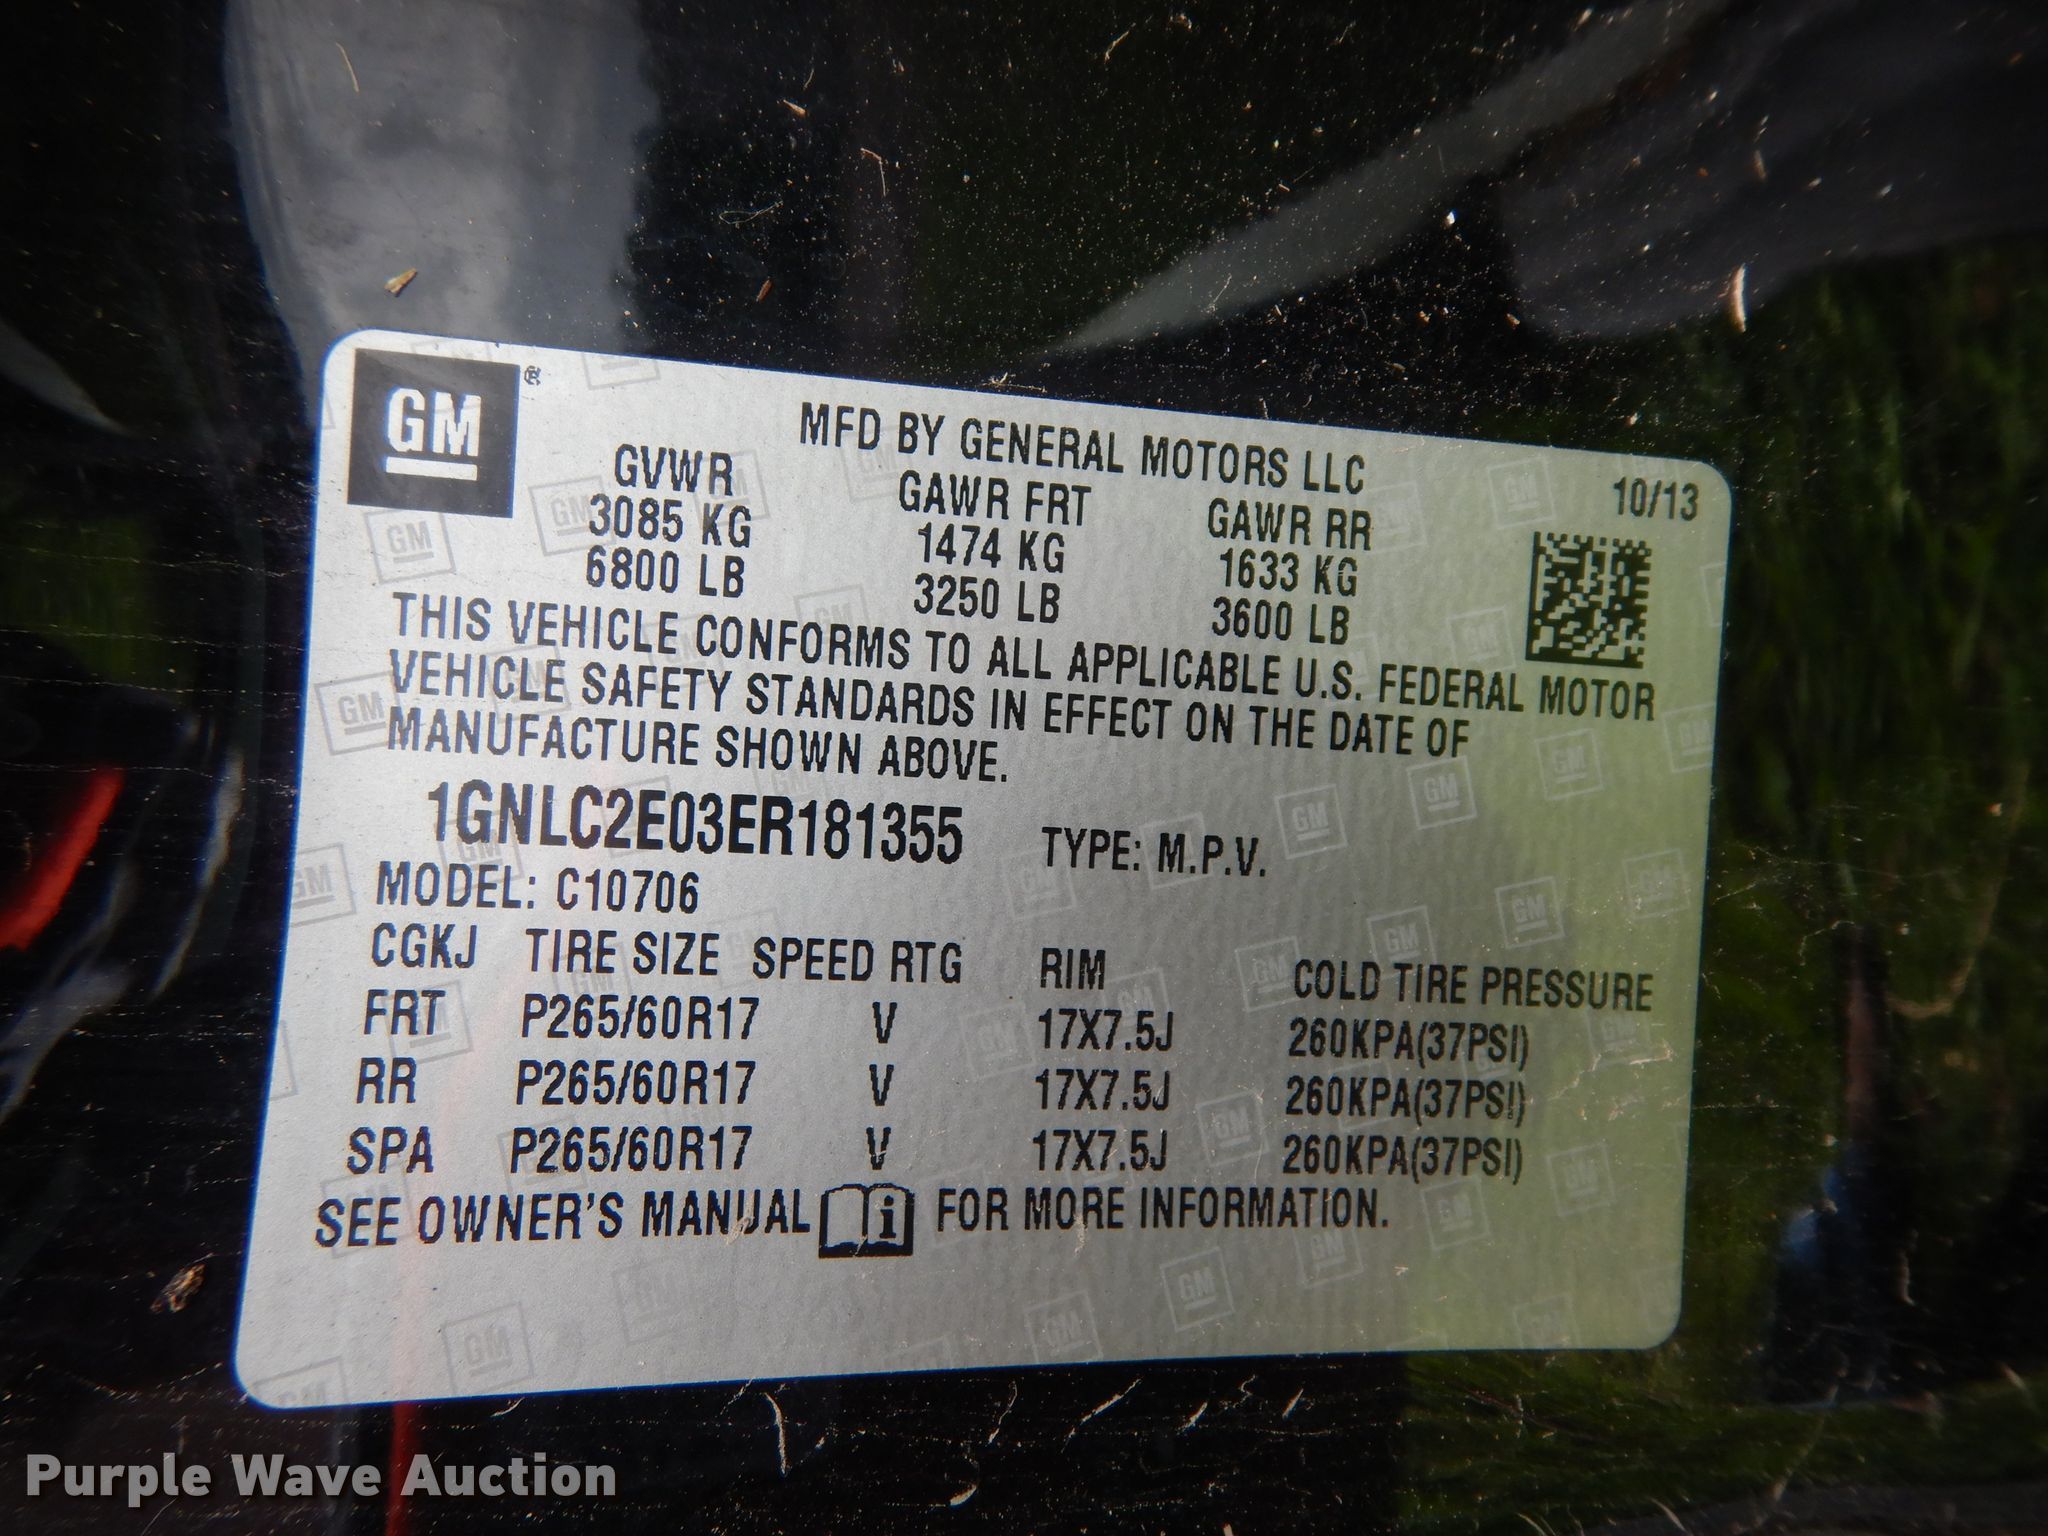 GM
MFD BY GENERAL MOTORS LLC
10/13
GVWR GAWR FRT GAWR RR
3085 KG 1474 KG 1633 KG
6800 LB 3250 LB 3600 LB
THIS VEHICLE CONFORMS TO ALL APPLICABLE U.S. FEDERAL MOTOR
VEHICLE SAFETY STANDARDS IN EFFECT ON THE DATE OF
MANUFACTURE SHOWN ABOVE.
1GNLC2E03ER181355 TYPE: M.P.V.
MODEL: C10706
CGKJ TIRE SIZE SPEED RTG RIM COLD TIRE PRESSURE
FRT P265/60R17 V 17X7.5J 260KPA(37PSI)
RR P265/60R17 V 17X7.5J 260KPA(37PSI)
SPA P265/60R17 V 17X7.5J 260KPA(37PSI)
SEE OWNER'S MANUAL i FOR MORE INFORMATION.
Purple Wave Auction